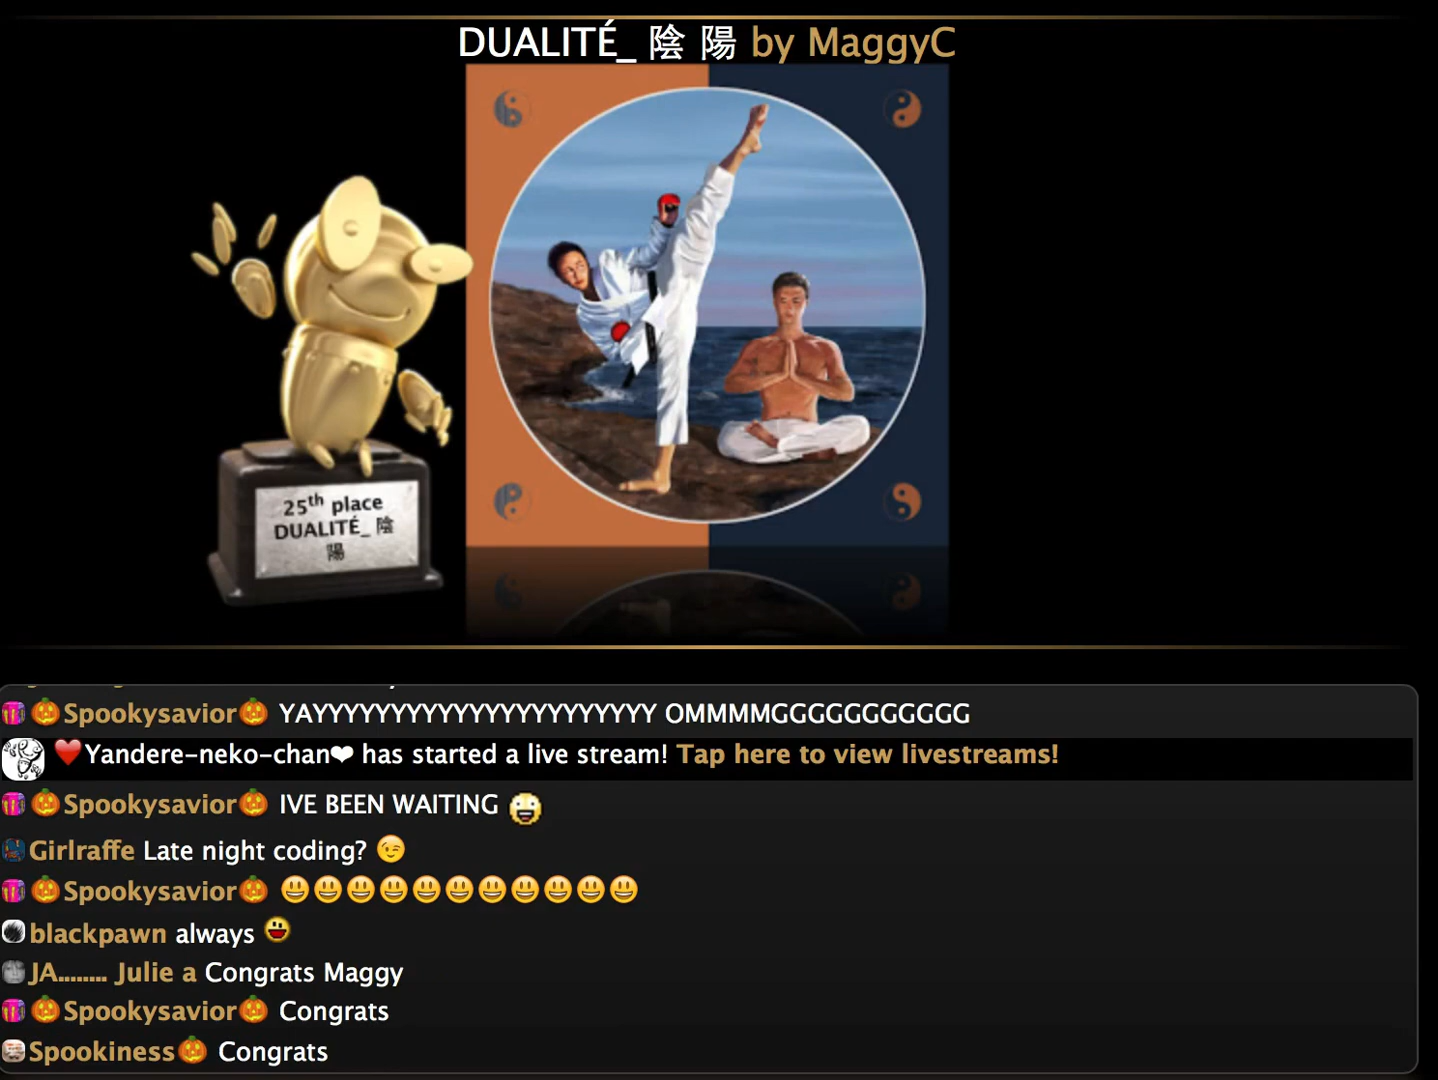 DUALITÉ_ 陰 陽 by MaggyC
25th place
DUALITÉ_ 陰
陽
Spookysavior YAYYYYYYYYYYYYYYYYYYYYYY OMMMMGGGGGGGGGGG
Yandere-neko-chan has started a live stream! Tap here to view livestreams!
Spookysavior IVE BEEN WAITING
Girlraffe Late night coding? 😉
Spookysavior 😃😃😃😃😃😃😃😃😃😃😃
blackpawn always
JA........ Julie a Congrats Maggy
Spookysavior Congrats
Spookiness Congrats